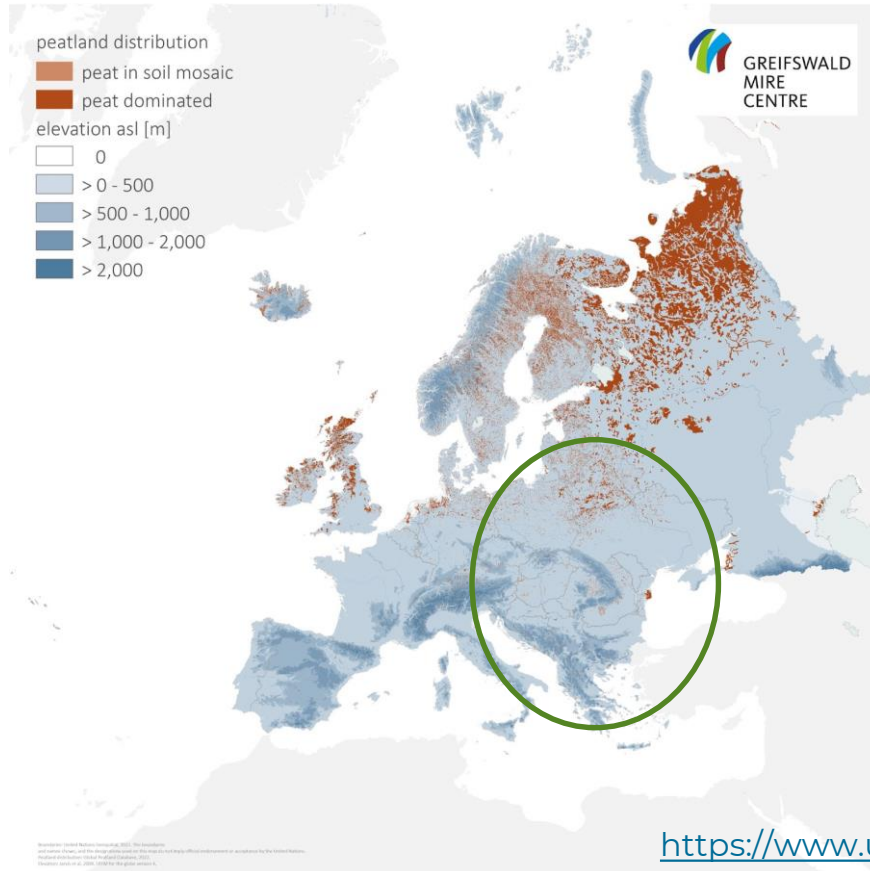 peatland distribution
peat in soil mosaic
peat dominated
elevation asl [m]
0
> 0 - 500
> 500 - 1,000
> 1,000 - 2,000
> 2,000
GREIFSWALD
MIRE
CENTRE
https://www.u